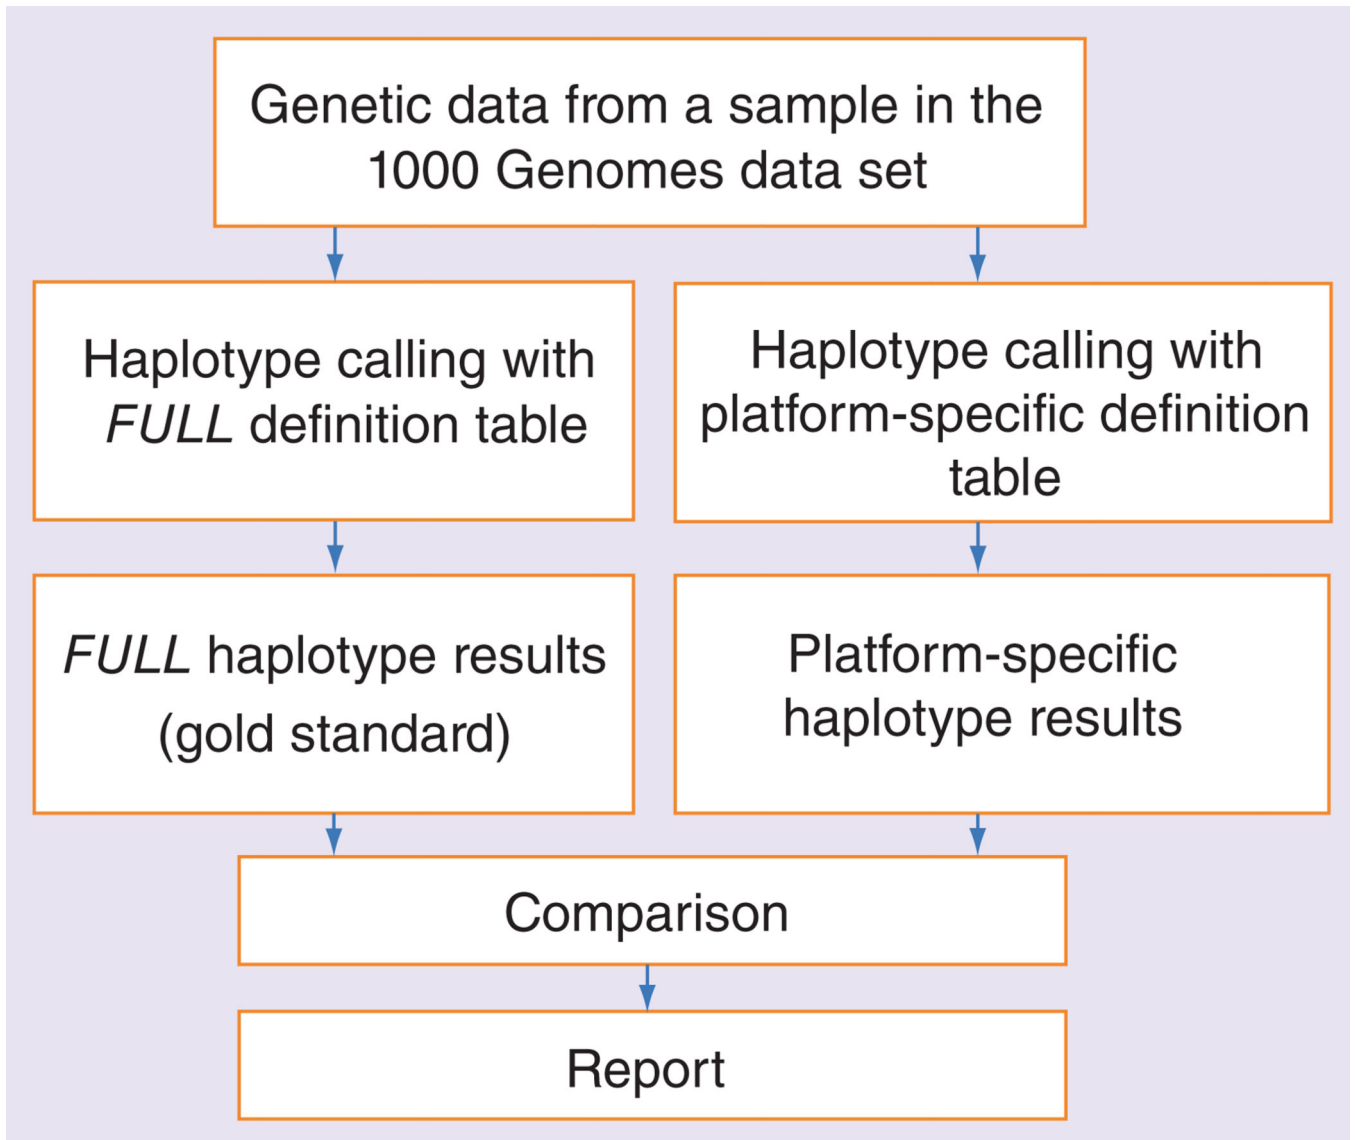 Genetic data from a sample in the
1000 Genomes data set
Haplotype calling with
FULL definition table
Haplotype calling with
platform-specific definition
table
FULL haplotype results
(gold standard)
Platform-specific
haplotype results
Comparison
Report